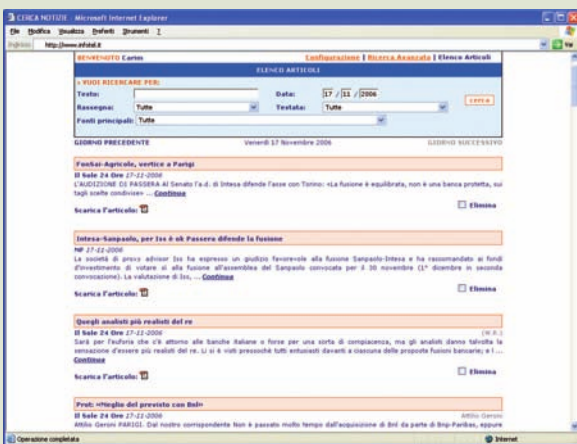 CERCA NOTIZIE - Microsoft Internet Explorer
File Modifica Visualizza Preferiti Strumenti ?
Indirizzo http://www.infotel.it Vai
BENVENUTO Carini Configurazione | Ricerca Avanzata | Elenco Articoli
ELENCO ARTICOLI
» VUOI RICERCARE PER:
Testo: Data: 17 / 11 / 2006
cerca
Rassegna: Tutte Testata: Tutte
Fonti principali: Tutte
GIORNO PRECEDENTE Venerdì 17 Novembre 2006 GIORNO SUCCESSIVO
FonSai-Agricole, vertice a Parigi
Il Sole 24 Ore 17-11-2006
L'AUDIZIONE DI PASSERA Al Senato l'a.d. di Intesa difende l'asse con Torino: «La fusione è equilibrata, non è una banca protetta, sui
tagli scelte condivise» ... Continua
Scarica l'articolo: Elimina
Intesa-Sanpaolo, per Iss è ok Passera difende la fusione
MF 17-11-2006
La società di proxy advisor Iss ha espresso un giudizio favorevole alla fusione Sanpaolo-Intesa e ha raccomandato ai fondi
d'investimento di votare sì alla fusione all'assemblea del Sanpaolo convocata per il 30 novembre (1° dicembre in seconda
convocazione). La valutazione di Iss, ... Continua
Scarica l'articolo: Elimina
Quegli analisti più realisti del re
Il Sole 24 Ore 17-11-2006 (W.R.)
Sarà per l'euforia che c'è attorno alle banche italiane o forse per una sorta di compiacenza, ma gli analisti danno talvolta la
sensazione d'essere più realisti del re. Li si è visti pressoché tutti entusiasti davanti a ciascuna delle proposte fusioni bancarie; e i ...
Continua
Scarica l'articolo: Elimina
Prot: «Meglio del previsto con Bnl»
Il Sole 24 Ore 17-11-2006 Attilio Geroni
Attilio Geroni PARIGI. Dal nostro corrispondente Non è passato molto tempo dall'acquisizione di Bnl da parte di Bnp-Paribas, eppure
Operazione completata Internet